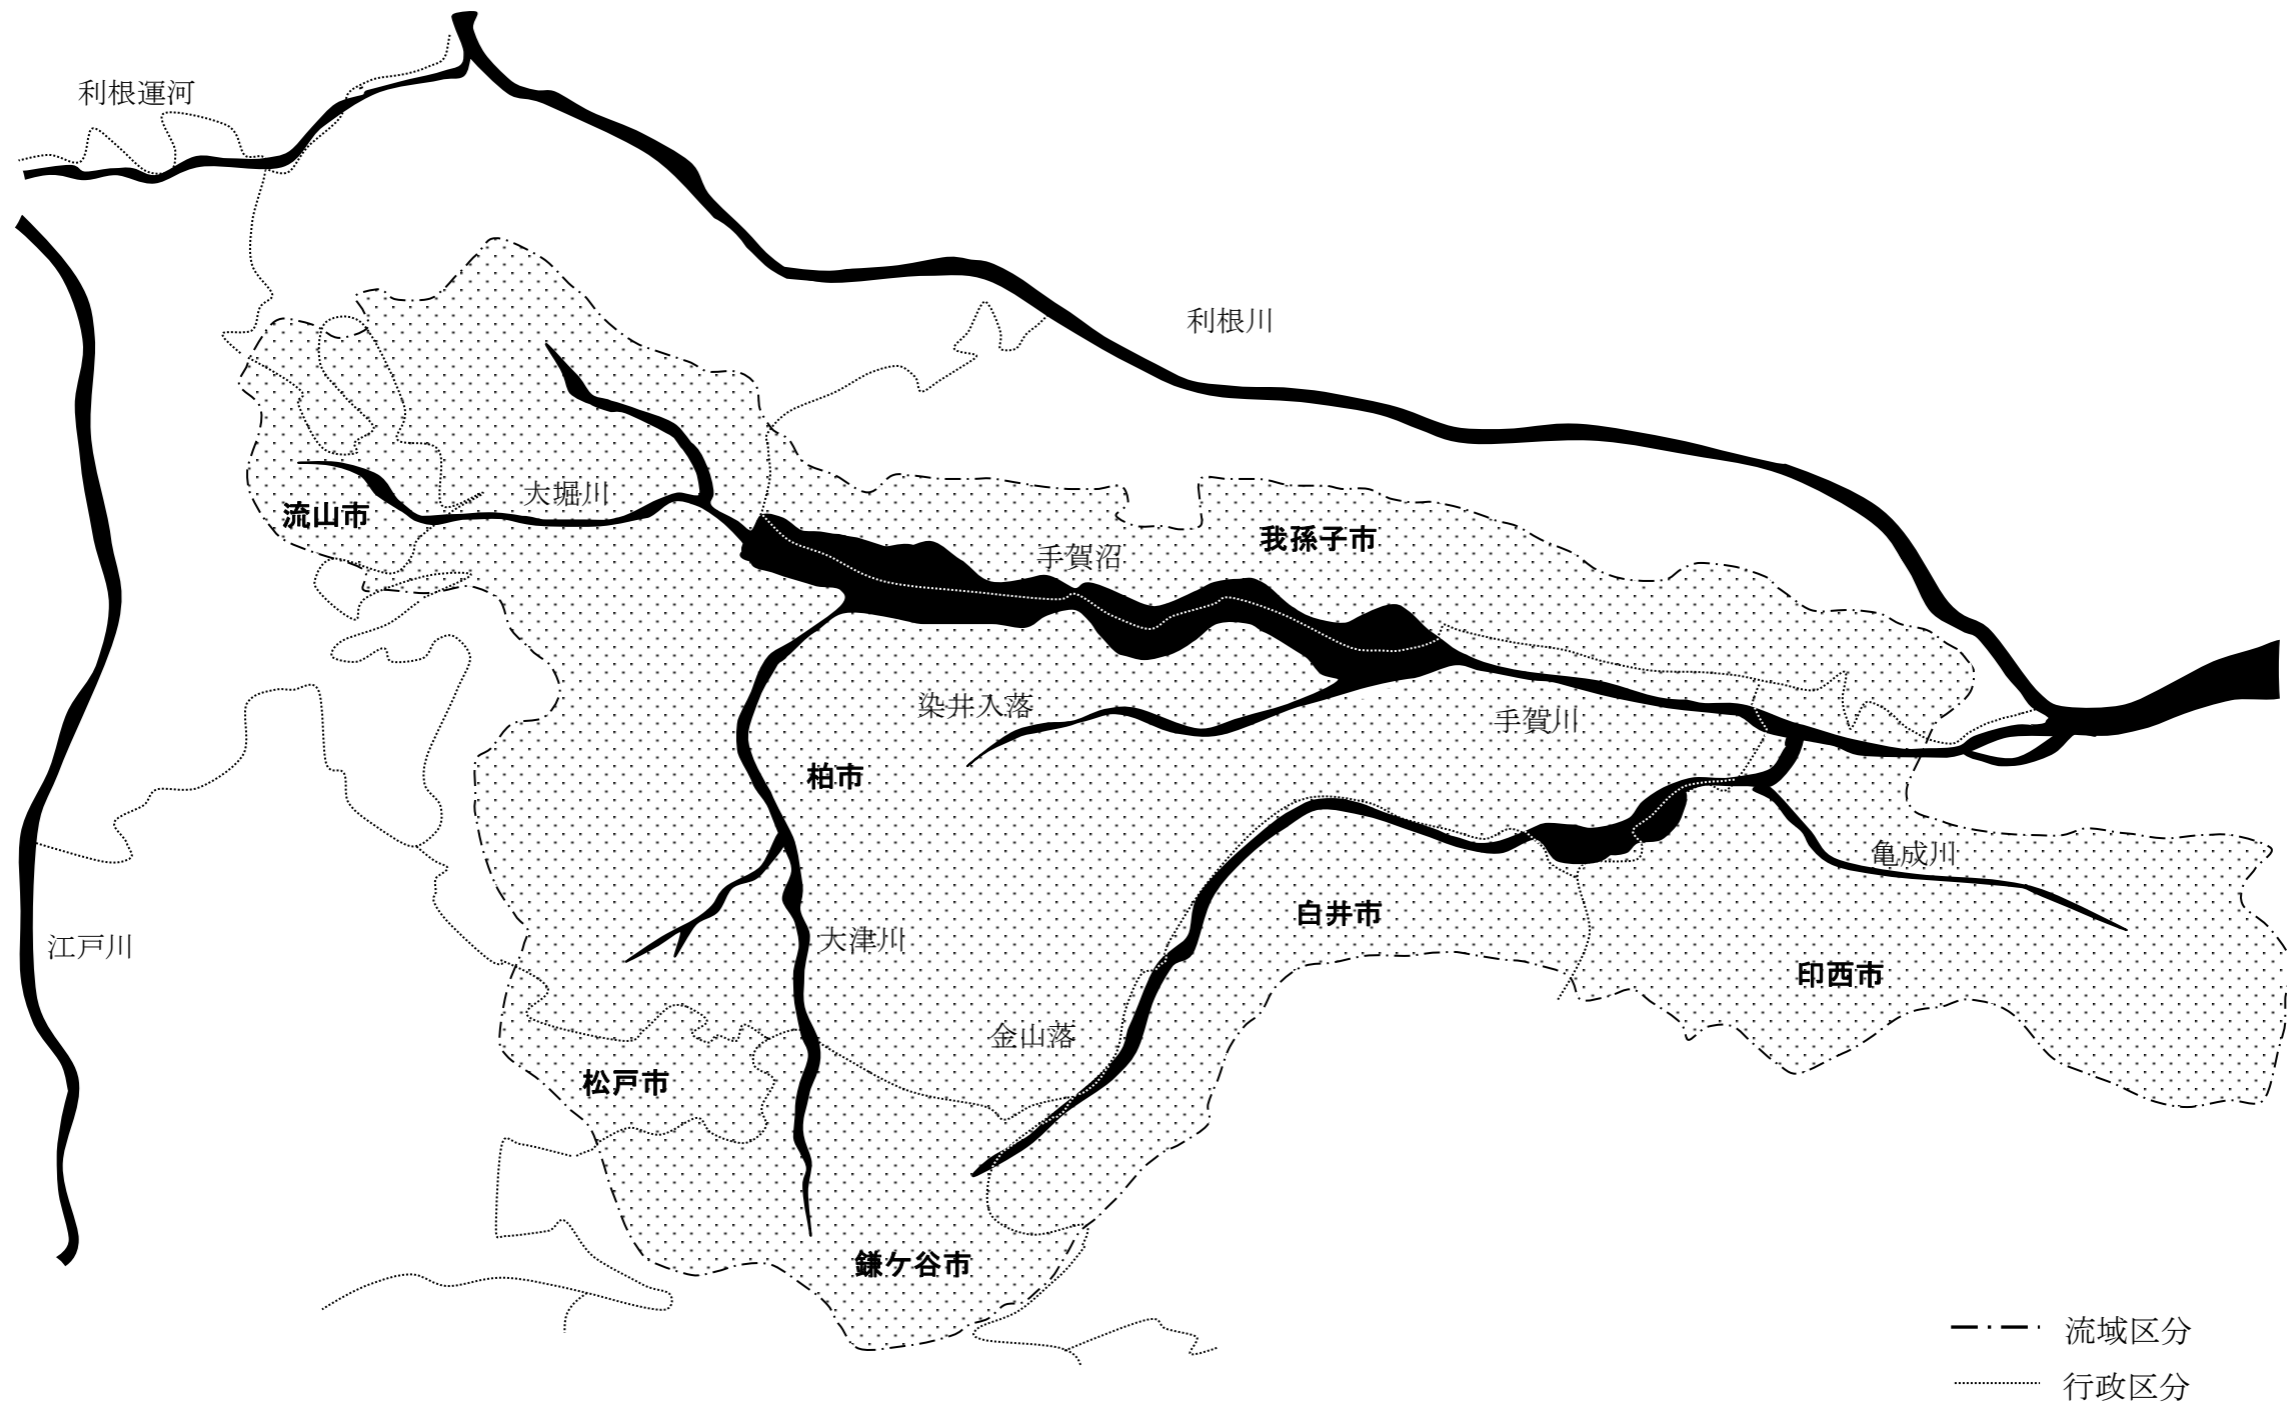 利根運河
利根川
大堀川
流山市
手賀沼
我孫子市
染井入落
手賀川
柏市
亀成川
白井市
江戸川
大津川
印西市
金山落
松戸市
鎌ケ谷市
流域区分
行政区分